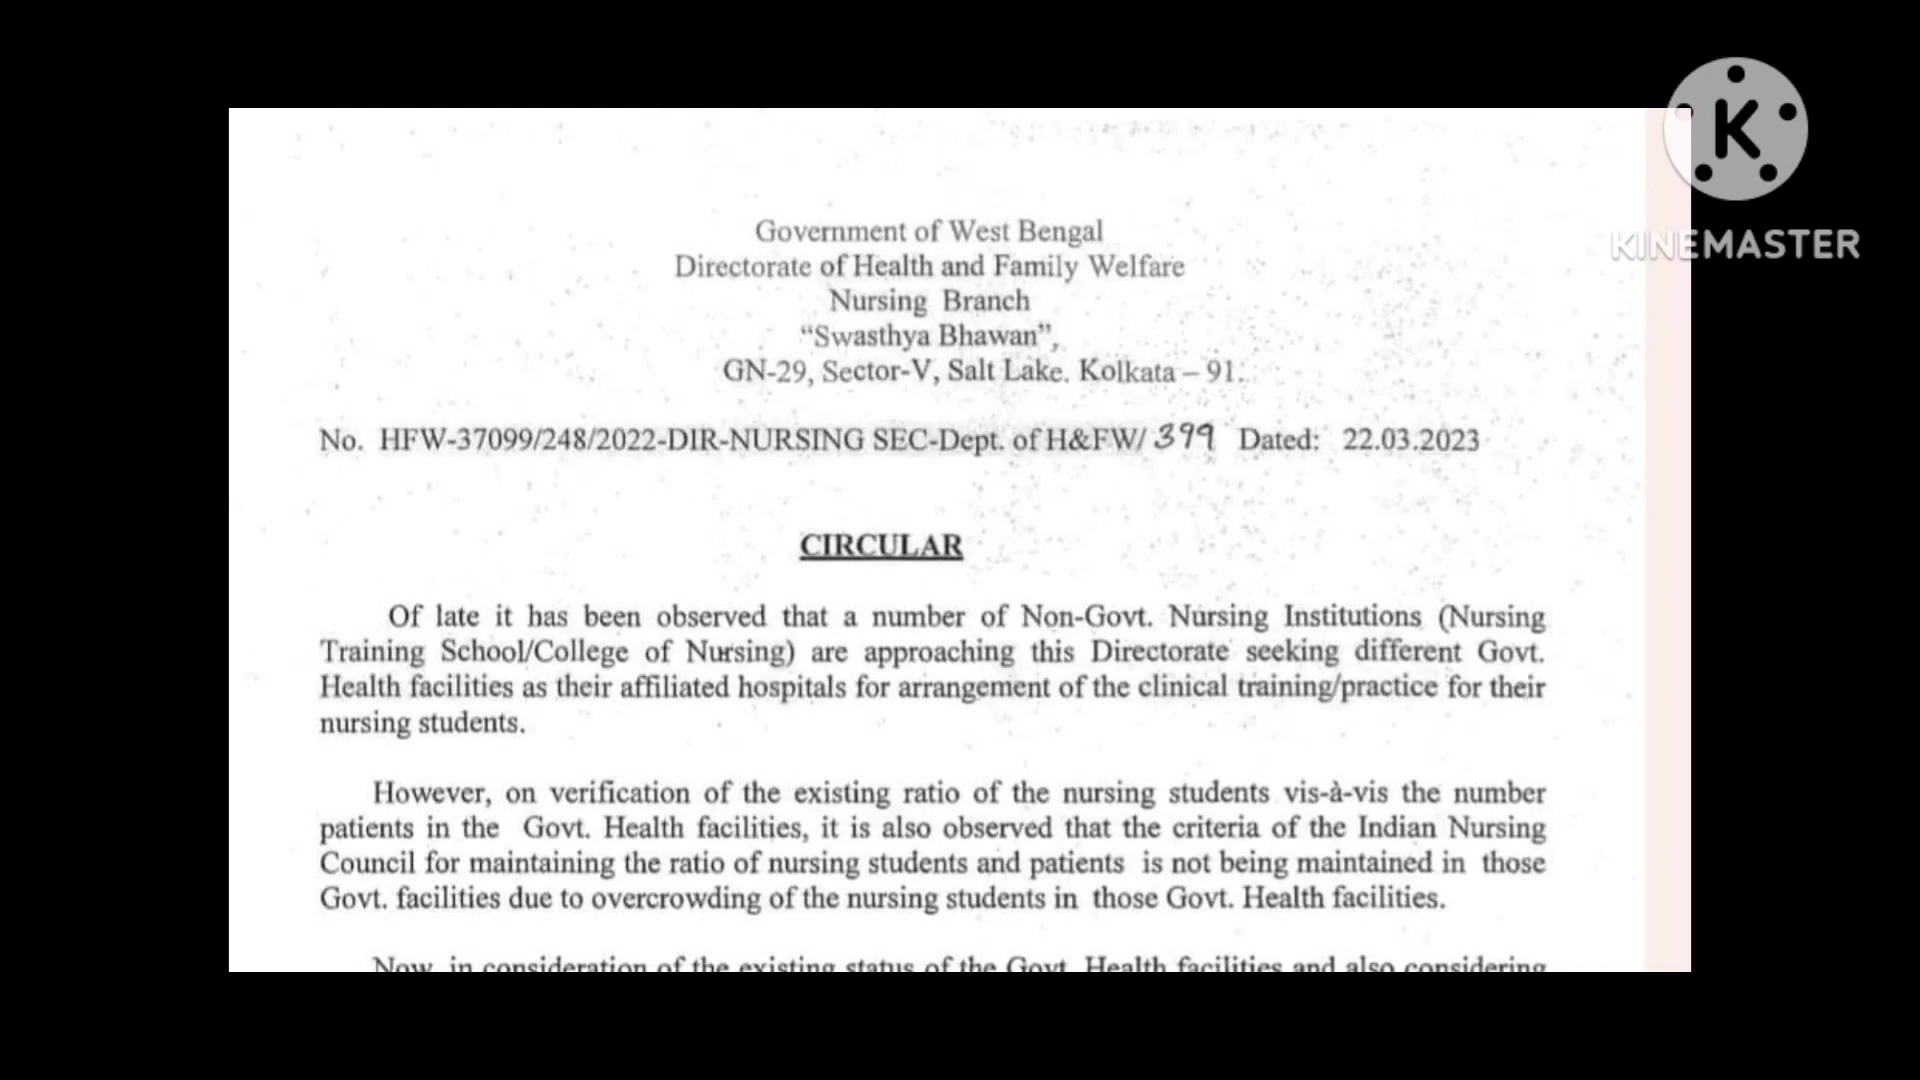 K
KINEMASTER
Government of West Bengal
Directorate of Health and Family Welfare
Nursing Branch
“Swasthya Bhawan”,
GN-29, Sector-V, Salt Lake. Kolkata – 91.
No. HFW-37099/248/2022-DIR-NURSING SEC-Dept. of H&FW/ 399 Dated: 22.03.2023
CIRCULAR
Of late it has been observed that a number of Non-Govt. Nursing Institutions (Nursing
Training School/College of Nursing) are approaching this Directorate seeking different Govt.
Health facilities as their affiliated hospitals for arrangement of the clinical training/practice for their
nursing students.
However, on verification of the existing ratio of the nursing students vis-à-vis the number
patients in the Govt. Health facilities, it is also observed that the criteria of the Indian Nursing
Council for maintaining the ratio of nursing students and patients is not being maintained in those
Govt. facilities due to overcrowding of the nursing students in those Govt. Health facilities.
Now, in consideration of the existing status of the Govt. Health facilities and also considering